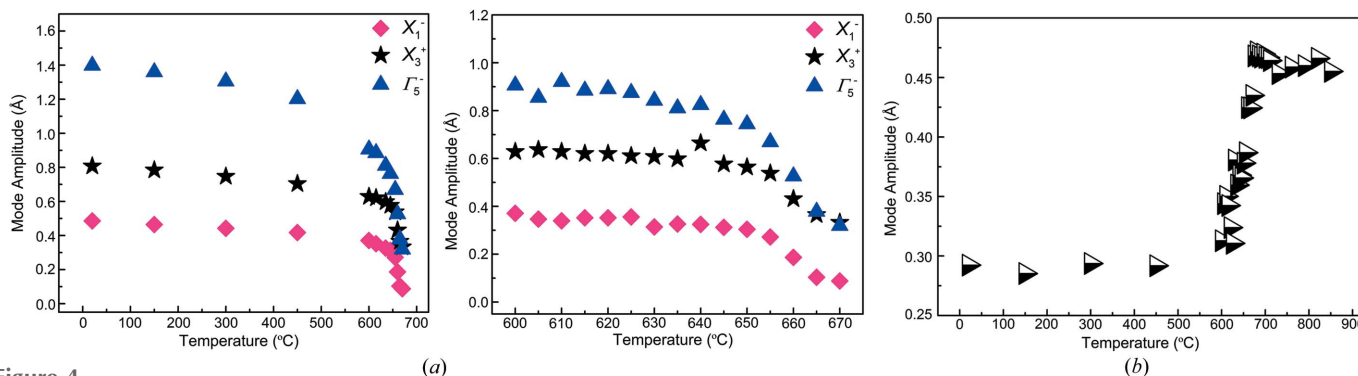 1.6
1.4
1.2
1.0
0.8
0.6
0.4
0.2
0.0
Mode Amplitude (Å)
0 100 200 300 400 500 600 700
Temperature (ºC)
X₁⁻
X₃⁺
Γ₅⁻
1.2
1.0
0.8
0.6
0.4
0.2
0.0
Mode Amplitude (Å)
600 610 620 630 640 650 660 670
Temperature (ºC)
X₁⁻
X₃⁺
Γ₅⁻
(a)
0.50
0.45
0.40
0.35
0.30
0.25
Mode Amplitude (Å)
0 100 200 300 400 500 600 700 800 900
Temperature (ºC)
(b)
Figure 4